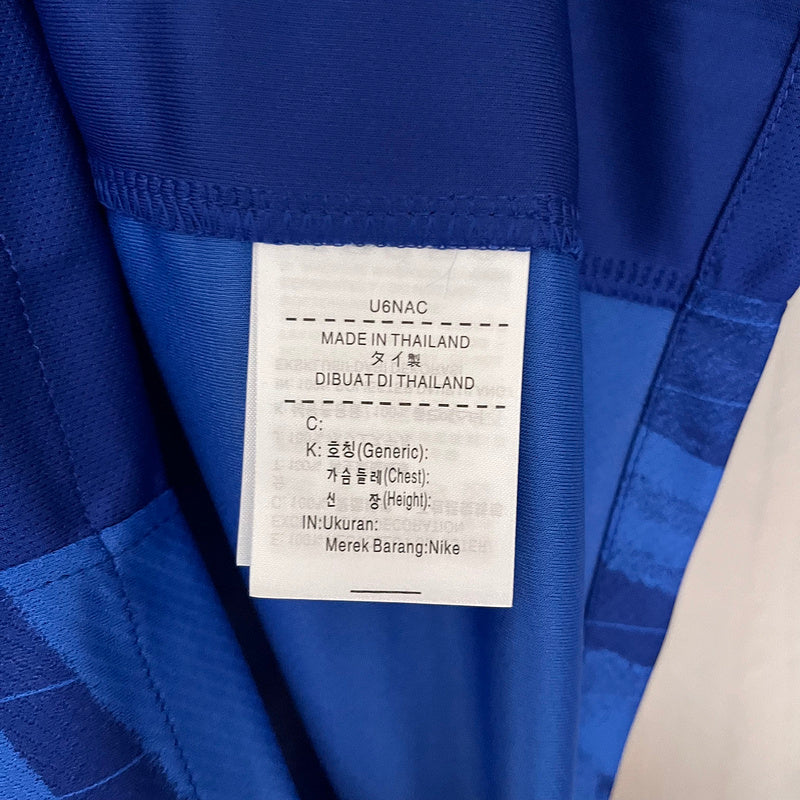 U6NAC
MADE IN THAILAND
タイ製
DIBUAT DI THAILAND
C:
K: 호칭(Generic):
가슴둘레(Chest):
신 장(Height):
IN:Ukuran:
Merek Barang:Nike